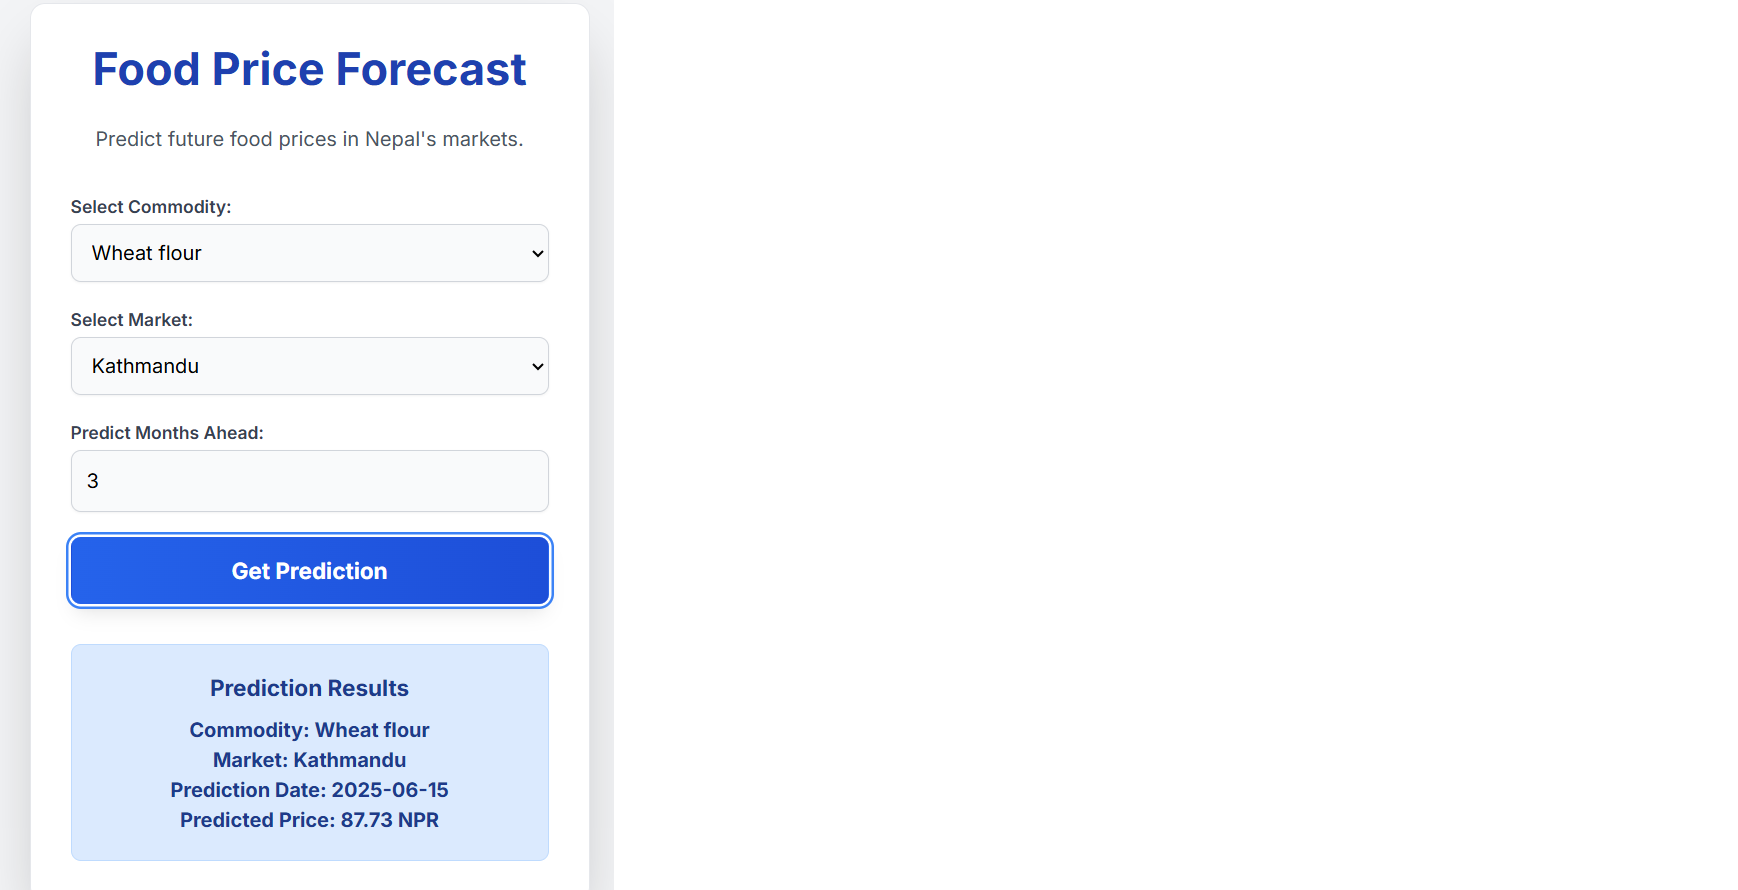 Food Price Forecast
Predict future food prices in Nepal's markets.
Select Commodity:
Wheat flour
Select Market:
Kathmandu
Predict Months Ahead:
3
Get Prediction
Prediction Results
Commodity: Wheat flour
Market: Kathmandu
Prediction Date: 2025-06-15
Predicted Price: 87.73 NPR